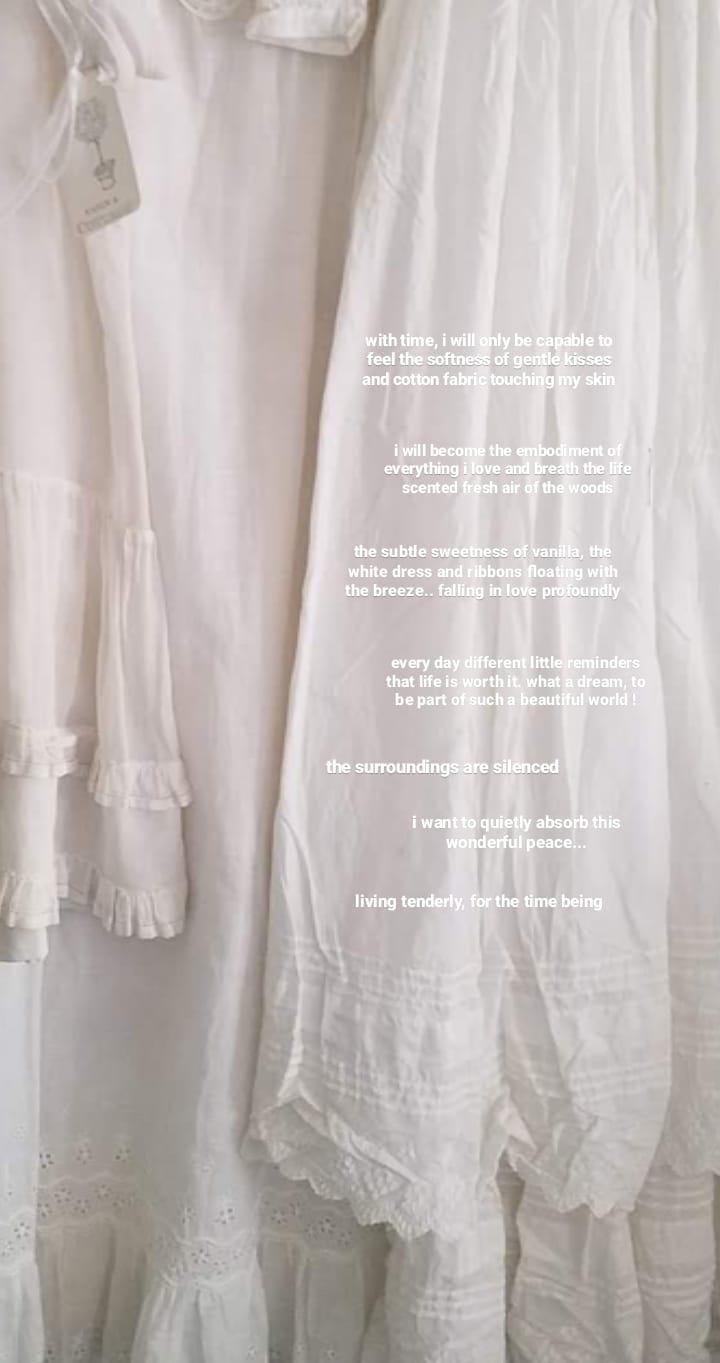 with time, i will only be capable to
feel the softness of gentle kisses
and cotton fabric touching my skin
i will become the embodiment of
everything i love and breath the life
scented fresh air of the woods
the subtle sweetness of vanilla, the
white dress and ribbons floating with
the breeze.. falling in love profoundly
every day different little reminders
that life is worth it. what a dream, to
be part of such a beautiful world !
the surroundings are silenced
i want to quietly absorb this
wonderful peace...
living tenderly, for the time being